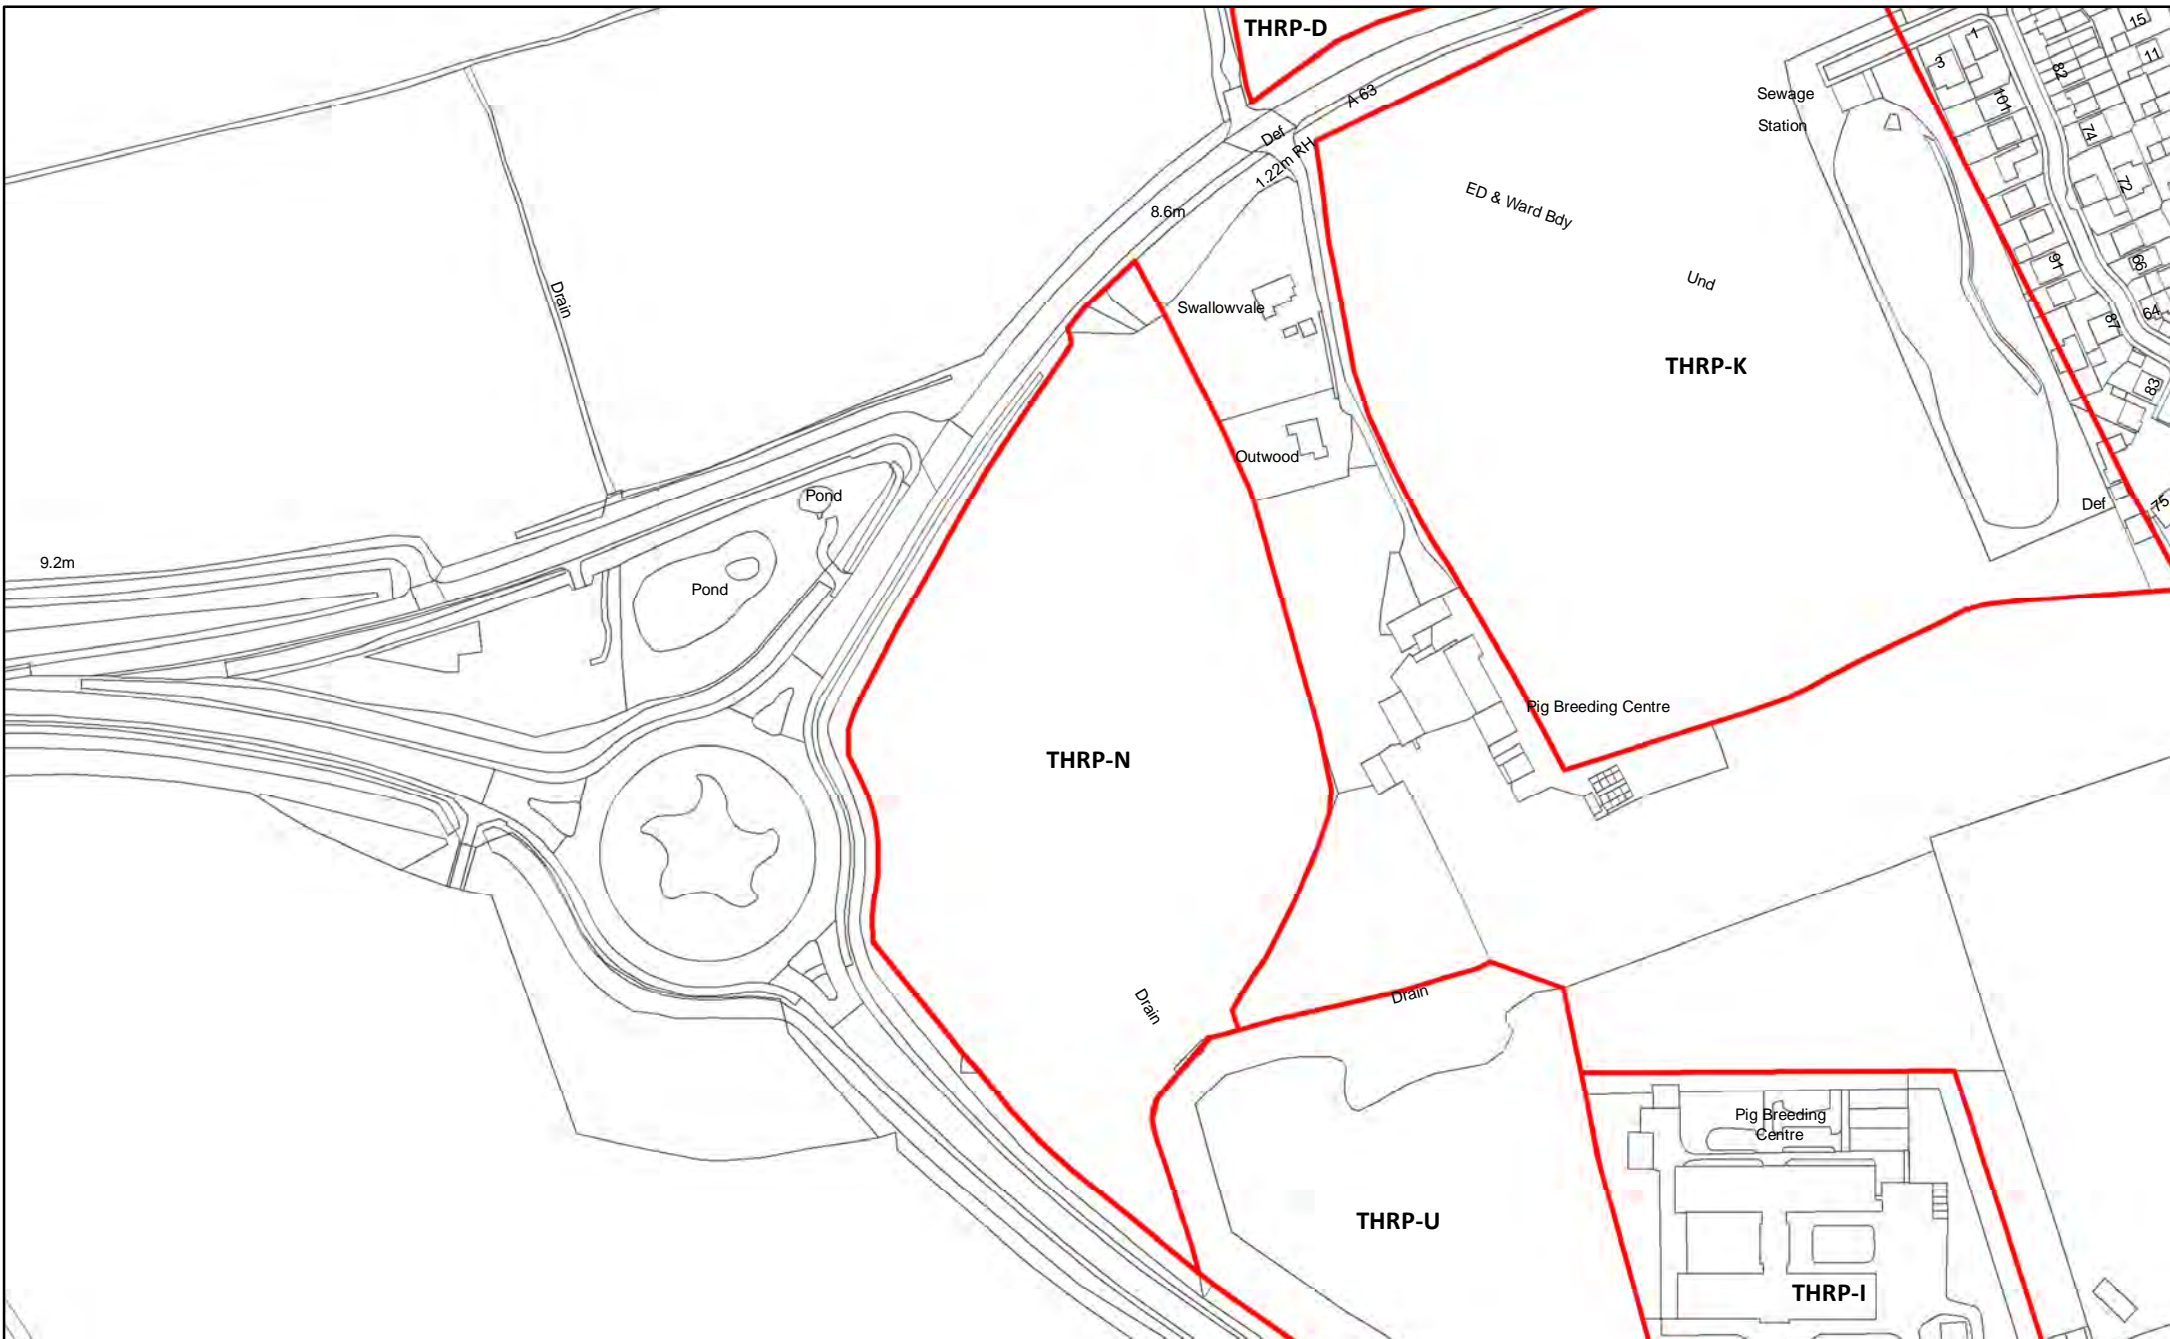 THRP-D
15
1
3
11
82
A 63
Sewage
Station
101
Def
74
1.22m RH
72
ED & Ward Bdy
8.6m
91
66
Und
Drain
Swallowvale
64
87
THRP-K
83
Outwood
Pond
Def
75
9.2m
Pond
Pig Breeding Centre
THRP-N
Drain
Drain
Pig Breeding
Centre
THRP-U
THRP-I